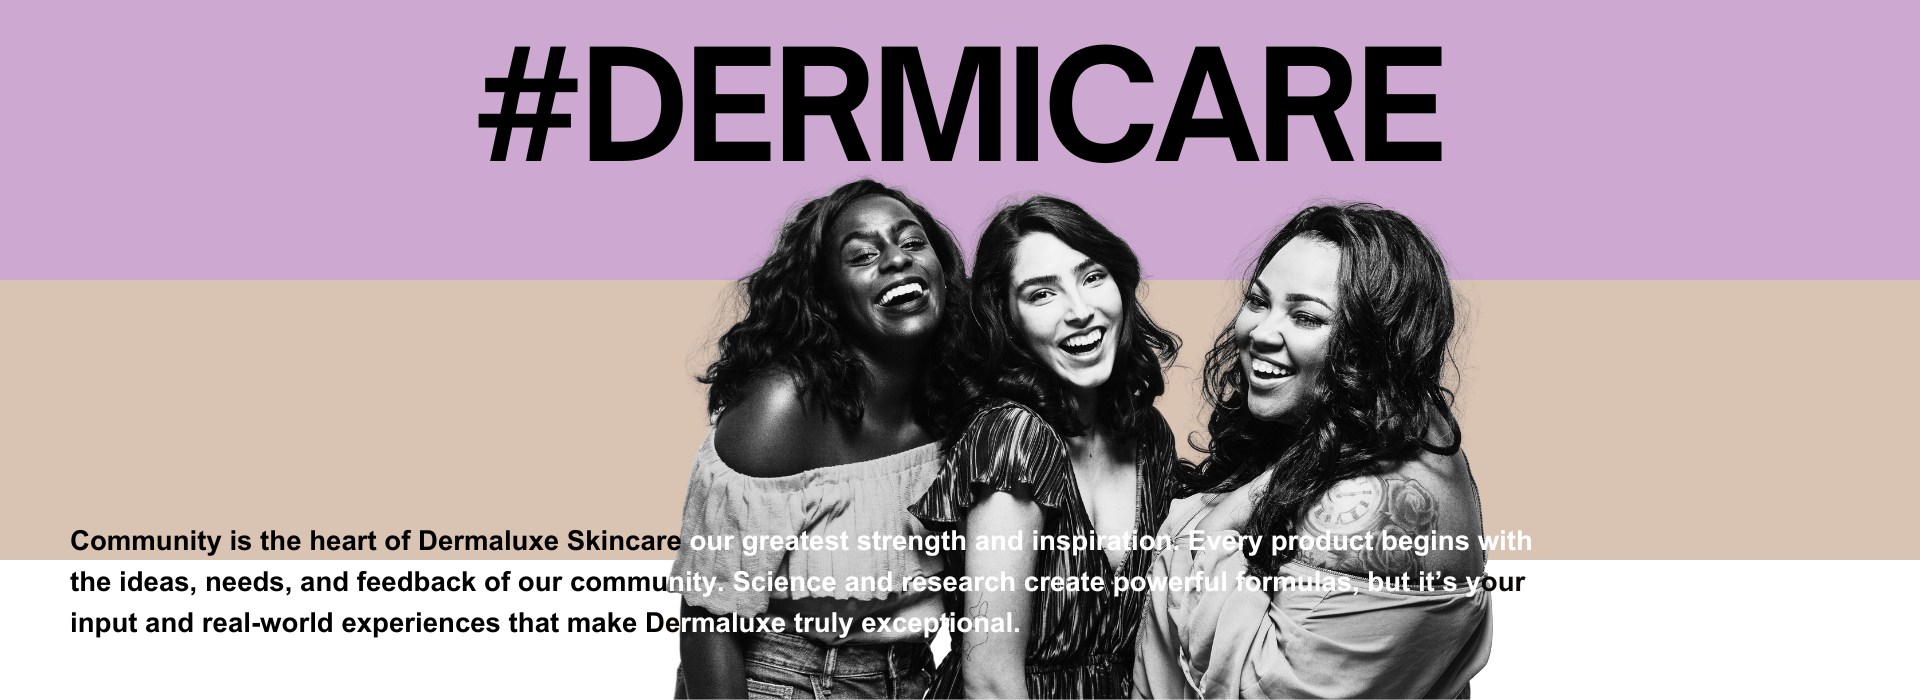 #DERMICARE
Community is the heart of Dermaluxe Skincare our greatest strength and inspiration. Every product begins with
the ideas, needs, and feedback of our community. Science and research create powerful formulas, but it’s your
input and real-world experiences that make Dermaluxe truly exceptional.